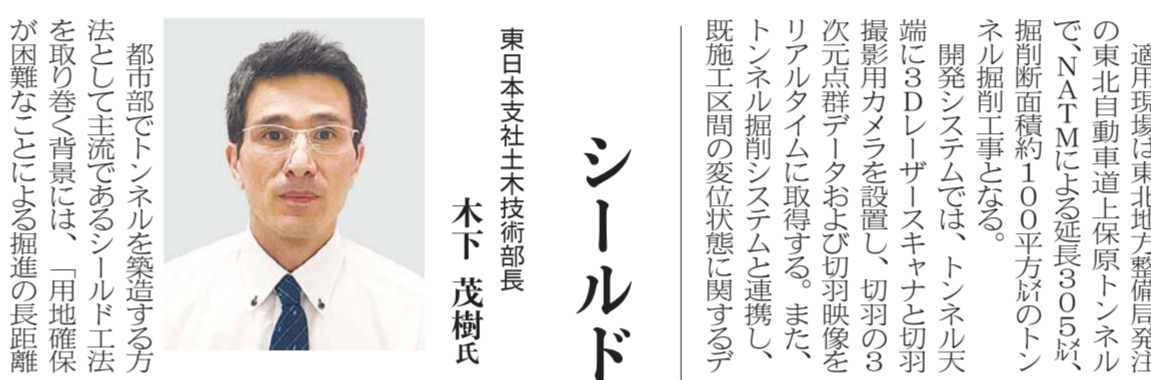 適用現場は東北地方整備局発注
の東北自動車道上保原トンネル
で、NATMによる延長305㍍、
掘削断面積約100平方㍍のトン
ネル掘削工事となる。
開発システムでは、トンネル天
端に3Dレーザースキャナと切羽
撮影用カメラを設置し、切羽の3
次元点群データおよび切羽映像を
リアルタイムに取得する。また、
トンネル掘削システムと連携し、
既施工区間の変位状態に関するデ
シールド
東日本支社土木技術部長
木下 茂樹氏
都市部でトンネルを築造する方
法として主流であるシールド工法
を取り巻く背景には、「用地確保
が困難なことによる掘進の長距離